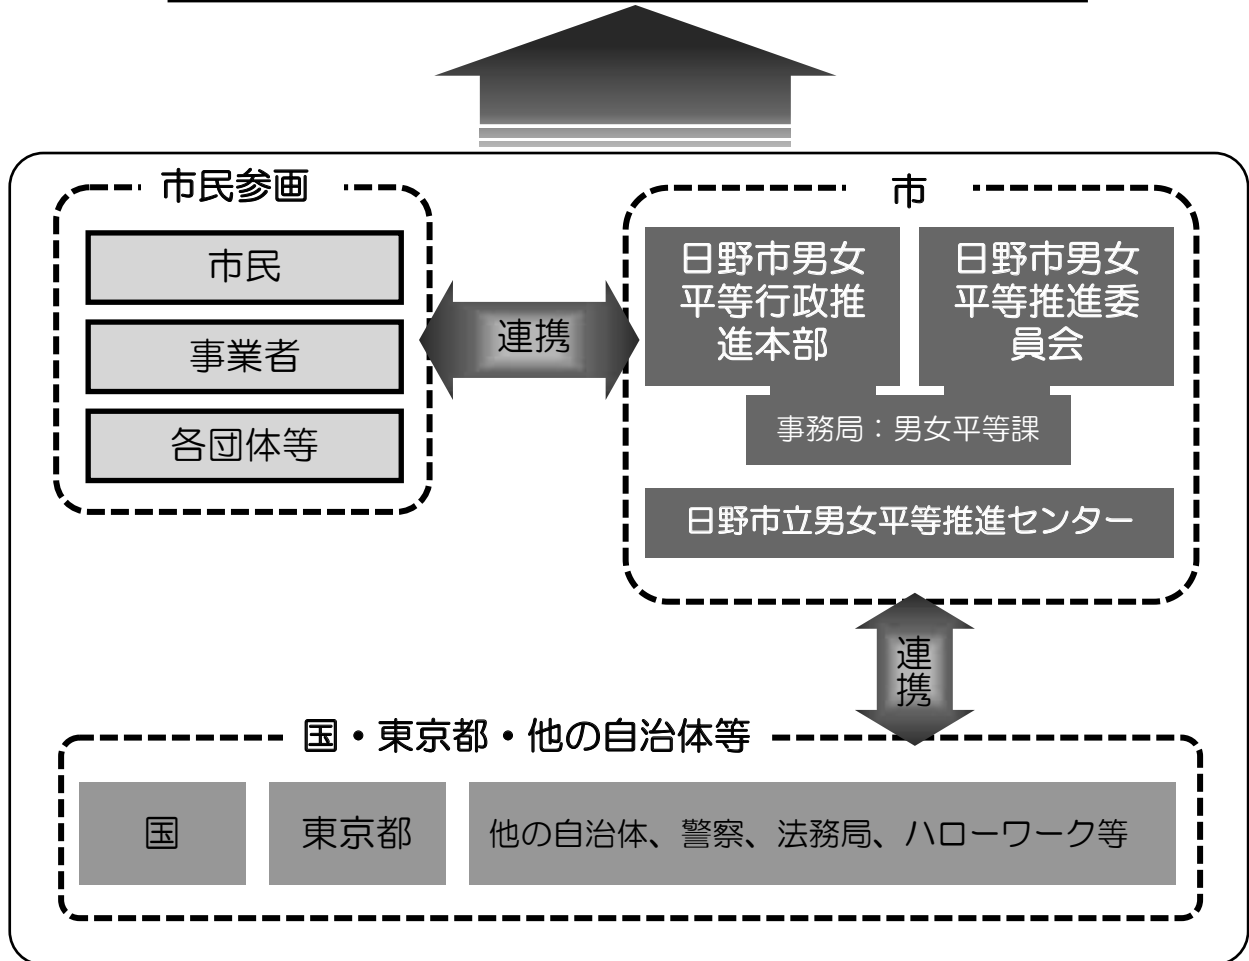 市民参画
市民
事業者
各団体等
連携
市
日野市男女
平等行政推
進本部
日野市男女
平等推進委
員会
事務局：男女平等課
日野市立男女平等推進センター
連
携
国・東京都・他の自治体等
国
東京都
他の自治体、警察、法務局、ハローワーク等